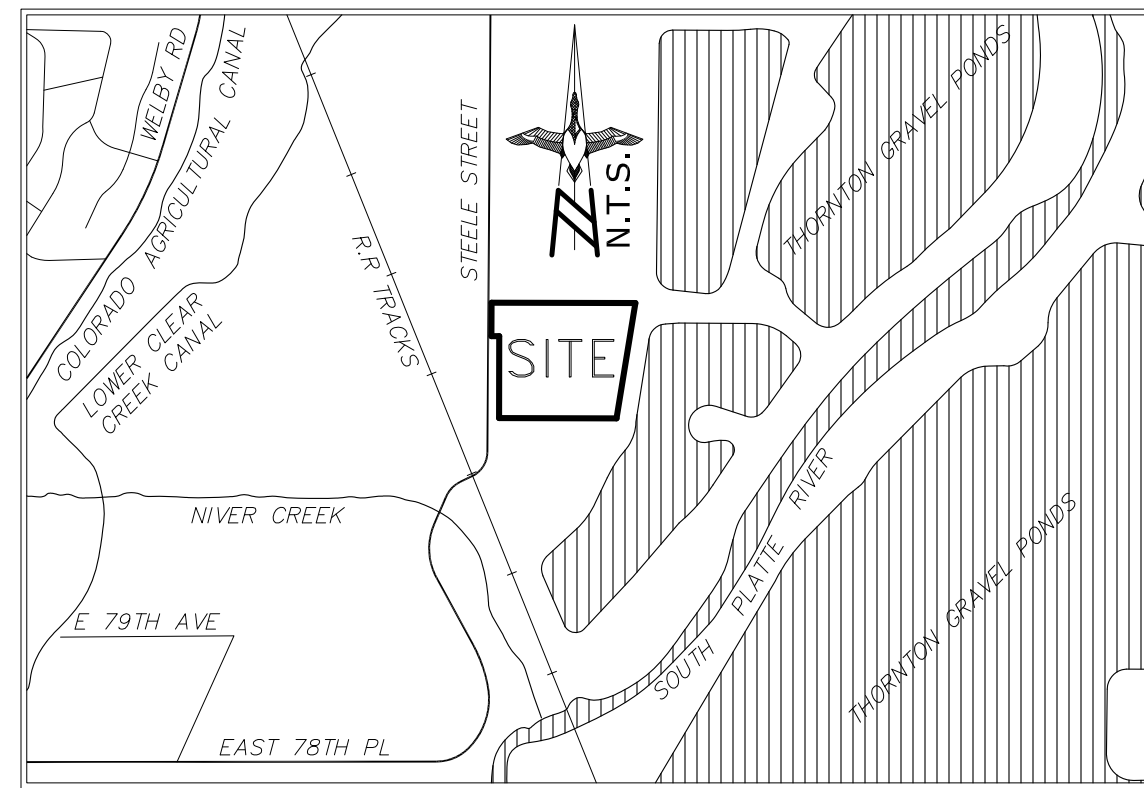 WELBY RD
COLORADO AGRICULTURAL CANAL
LOWER CLEAR
CREEK CANAL
R.R TRACKS
STEELE STREET
N
N.T.S.
THORNTON GRAVEL PONDS
SITE
NIVER CREEK
SOUTH PLATTE RIVER
THORNTON GRAVEL PONDS
E 79TH AVE
EAST 78TH PL